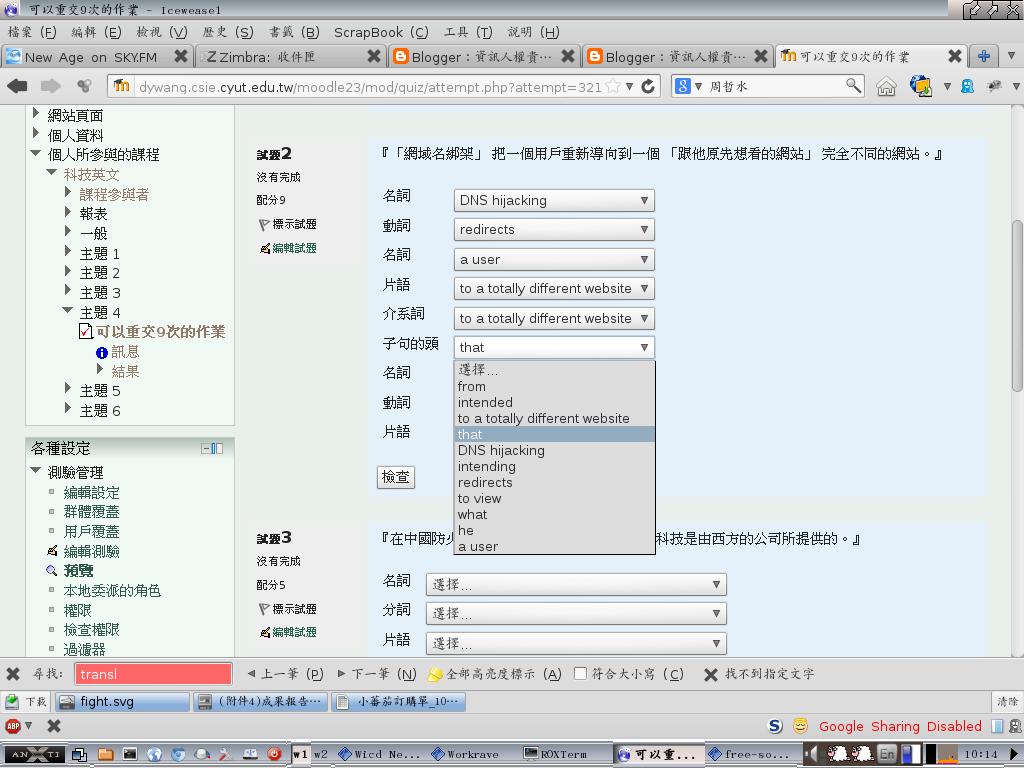 可以重交9次的作業 - Iceweasel
檔案 (F) 編輯 (E) 檢視 (V) 歷史 (S) 書籤 (B) ScrapBook (C) 工具 (T) 說明 (H)
New Age on SKY.FM
Zimbra: 收件匣
Blogger：資訊人權貴…
Blogger：資訊人權貴…
可以重交9次的作業
dywang.csie.cyut.edu.tw/moodle23/mod/quiz/attempt.php?attempt=321
周哲水
網站頁面
個人資料
個人所參與的課程
科技英文
課程參與者
報表
一般
主題 1
主題 2
主題 3
主題 4
可以重交9次的作業
訊息
結果
主題 5
主題 6
各種設定
測驗管理
編輯設定
群體覆蓋
用戶覆蓋
編輯測驗
預覽
本地委派的角色
權限
檢查權限
過濾器
試題2
沒有完成
配分9
標示試題
編輯試題
『「網域名綁架」 把一個用戶重新導向到一個 「跟他原先想看的網站」 完全不同的網站。』
名詞 DNS hijacking
動詞 redirects
名詞 a user
片語 to a totally different website
介系詞 to a totally different website
子句的頭 that
名詞
動詞
片語
選擇...
from
intended
to a totally different website
that
DNS hijacking
intending
redirects
to view
what
he
a user
檢查
試題3
沒有完成
配分5
標示試題
編輯試題
『在中國防火
科技是由西方的公司所提供的。』
名詞 選擇...
分詞 選擇...
片語 選擇...
尋找: transl 上一筆 (P) 下一筆 (N) 全部高亮度標示 (A) 符合大小寫 (C) 找不到指定文字
下載 fight.svg (附件4)成果報告… 小蕃茄訂購單_10… 清除
ABP Google Sharing Disabled
ANTI w1 w2 Wicd Ne... Workrave ROXTerm 可以重... free-so... En 10:14